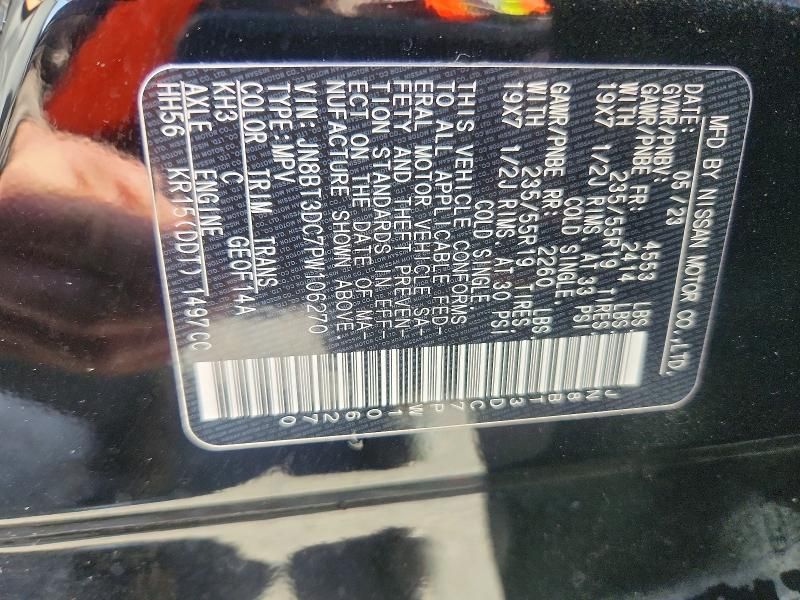 MFD BY NISSAN MOTOR CO.,LTD.
DATE: 05/23
GVWR/PNBV: 4553 LBS.
GAWR/PNBE FR: 2414 LBS.
WITH 235/55R19 TIRES
19X7 1/2J RIMS, AT 33 PSI
COLD SINGLE
GAWR/PNBE RR: 2260 LBS.
WITH 235/55R19 TIRES
19X7 1/2J RIMS, AT 30 PSI
COLD SINGLE
THIS VEHICLE CONFORMS
TO ALL APPLICABLE FED-
ERAL MOTOR VEHICLE SA-
FETY AND THEFT PREVEN-
TION STANDARDS IN EFF-
ECT ON THE DATE OF MA-
NUFACTURE SHOWN ABOVE.
VIN: JN8BT3DC7PW106270
TYPE:MPV
COLOR TRIM TRANS
KH3 C GE0F14A
AXLE ENGINE
HH56 KR15(DDT) 1497CC
JN8BT3DC7PW106270